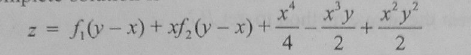 z = f₁(y – x) + xf₂(y – x) + x⁴/4 – x³y/2 + x²y²/2